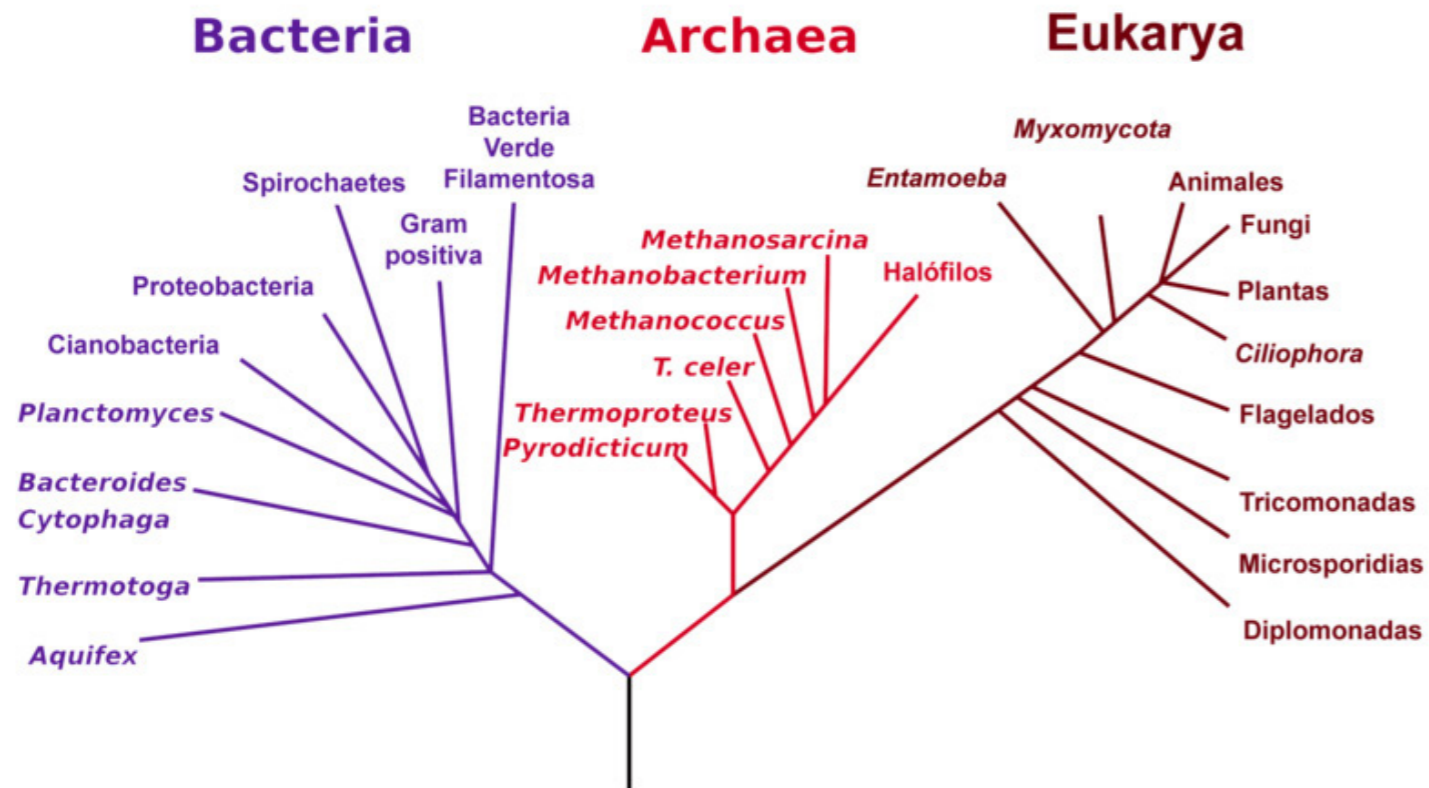 Bacteria
Archaea
Eukarya
Bacteria
Verde
Filamentosa
Spirochaetes
Gram
positiva
Proteobacteria
Cianobacteria
Planctomyces
Bacteroides
Cytophaga
Thermotoga
Aquifex
Methanosarcina
Methanobacterium
Halófilos
Methanococcus
T. celer
Thermoproteus
Pyrodicticum
Myxomycota
Entamoeba
Animales
Fungi
Plantas
Ciliophora
Flagelados
Tricomonadas
Microsporidias
Diplomonadas